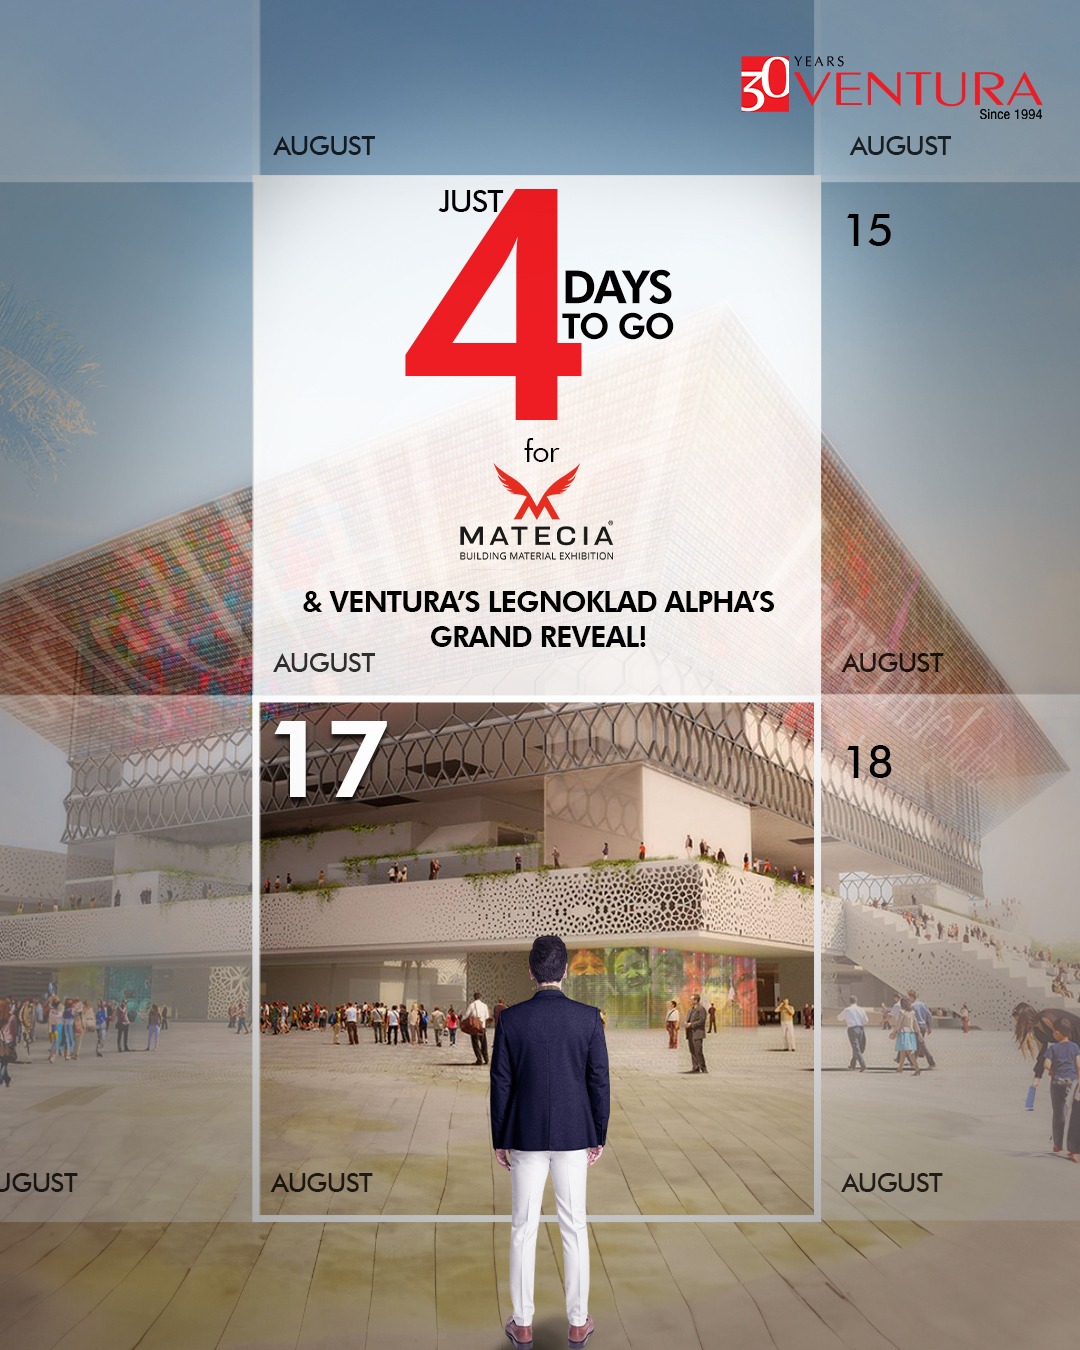 30 YEARS
VENTURA
Since 1994
AUGUST
AUGUST
JUST
4
DAYS
TO GO
15
for
MATECIA®
BUILDING MATERIAL EXHIBITION
& VENTURA'S LEGNOKLAD ALPHA'S
GRAND REVEAL!
AUGUST
AUGUST
17
18
UGUST
AUGUST
AUGUST